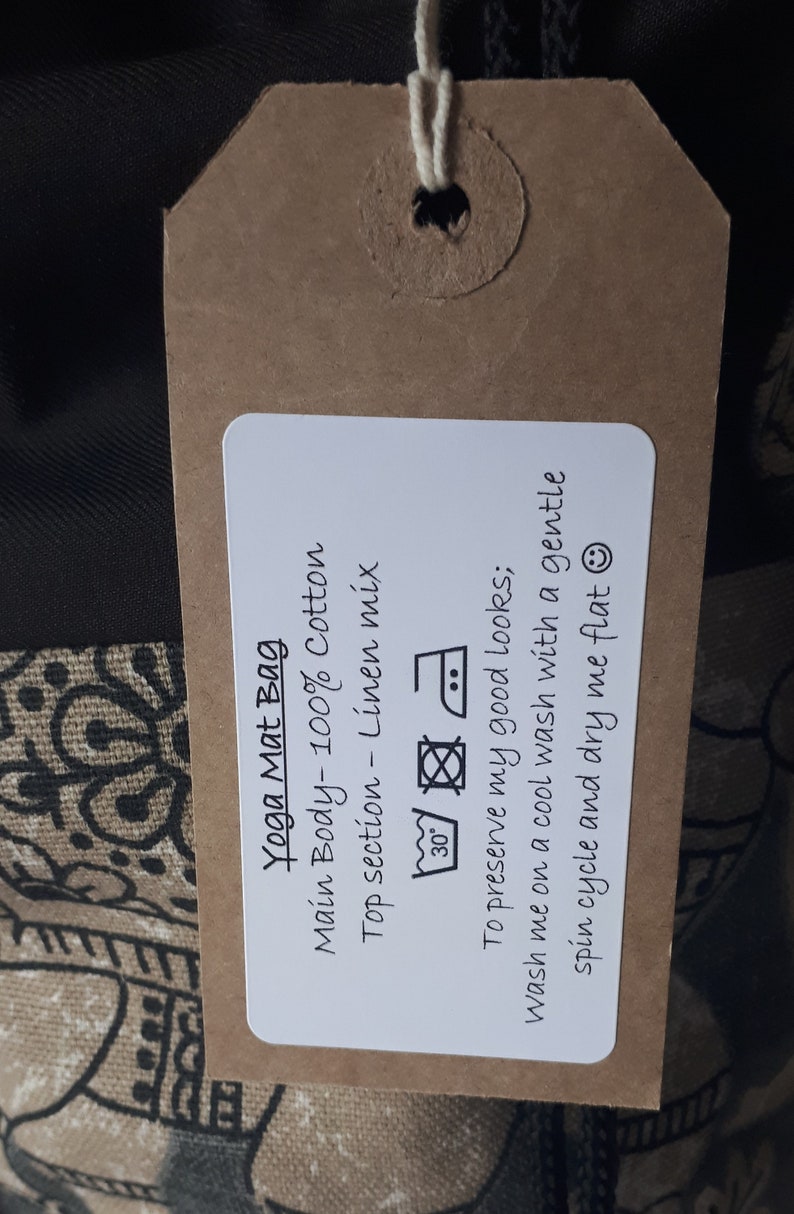 Yoga Mat Bag
Main Body- 100% Cotton
Top section - Linen mix
30°
To preserve my good looks;
wash me on a cool wash with a gentle
spin cycle and dry me flat ☺